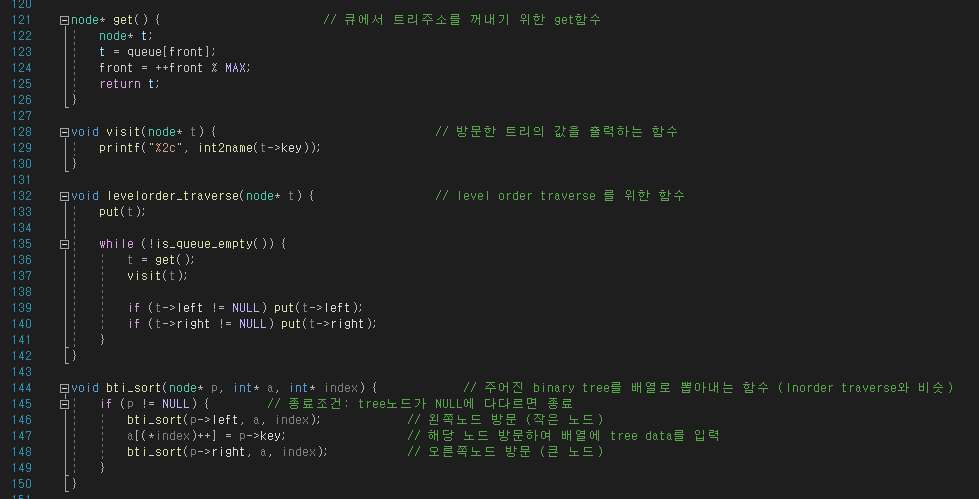 120
121 node* get() { // 큐에서 트리주소를 꺼내기 위한 get함수
122 node* t;
123 t = queue[front];
124 front = ++front % MAX;
125 return t;
126 }
127
128 void visit(node* t) { // 방문한 트리의 값을 출력하는 함수
129 printf("%2c", int2name(t->key));
130 }
131
132 void levelorder_traverse(node* t) { // level order traverse 를 위한 함수
133 put(t);
134
135 while (!is_queue_empty()) {
136 t = get();
137 visit(t);
138
139 if (t->left != NULL) put(t->left);
140 if (t->right != NULL) put(t->right);
141 }
142 }
143
144 void bti_sort(node* p, int* a, int* index) { // 주어진 binary tree를 배열로 뽑아내는 함수 (Inorder traverse와 비슷)
145 if (p != NULL) { // 종료조건: tree노드가 NULL에 다다르면 종료
146 bti_sort(p->left, a, index); // 왼쪽노드 방문 (작은 노드)
147 a[(*index)++] = p->key; // 해당 노드 방문하여 배열에 tree data를 입력
148 bti_sort(p->right, a, index); // 오른쪽노드 방문 (큰 노드)
149 }
150 }
151